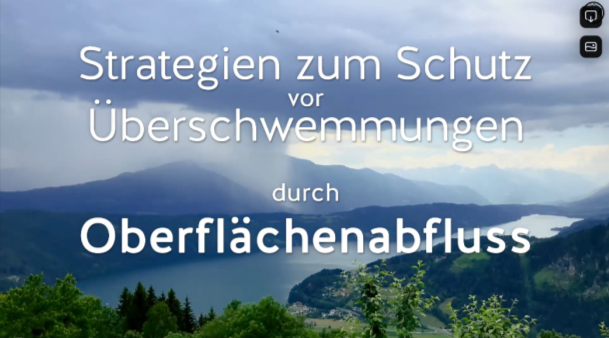 Strategien zum Schutz
vor
Überschwemmungen
durch
Oberflächenabfluss